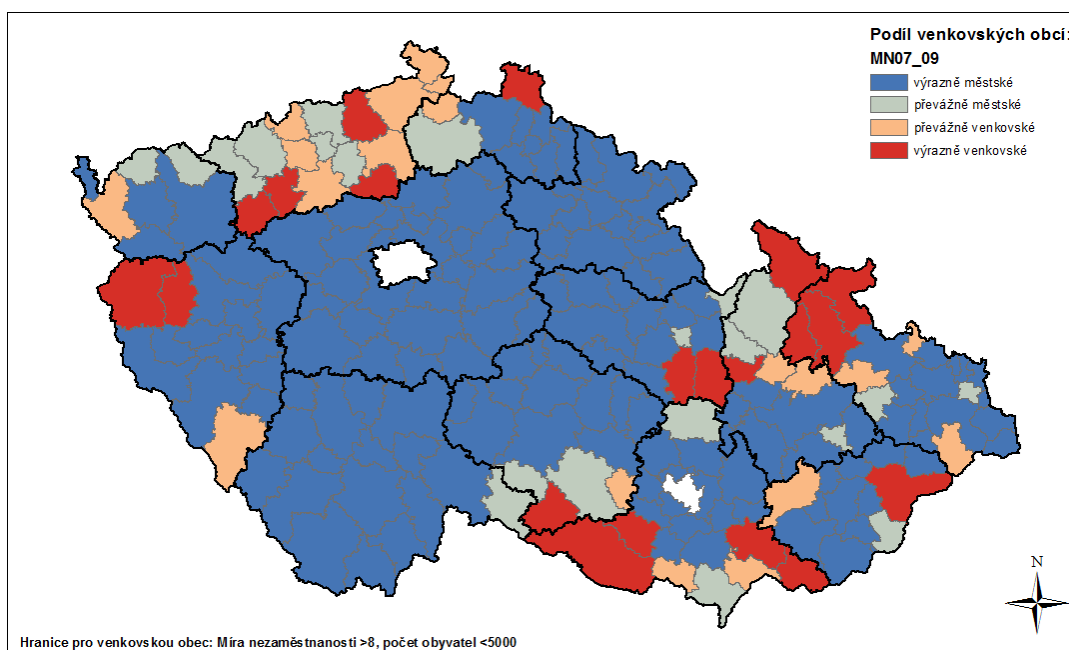 Podíl venkovských obcí:
MN07_09
výrazně městské
převážně městské
převážně venkovské
výrazně venkovské
N
Hranice pro venkovskou obec: Míra nezaměstnanosti >8, počet obyvatel <5000